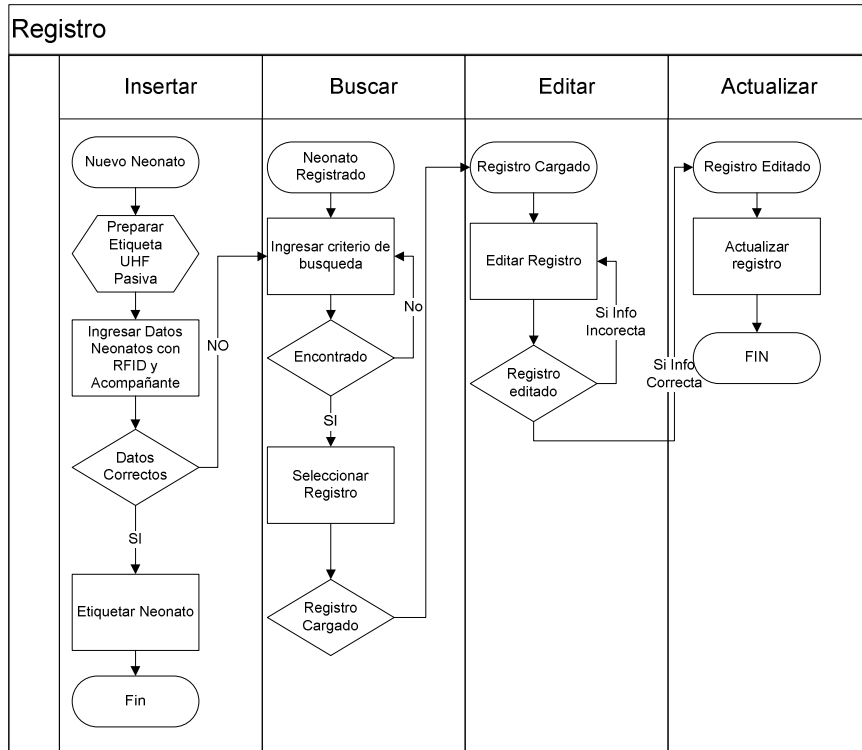 Registro
Insertar
Buscar
Editar
Actualizar
Nuevo Neonato
Preparar
Etiqueta
UHF
Pasiva
Ingresar Datos
Neonatos con
RFID y
Acompañante
NO
Datos
Correctos
SI
Etiquetar Neonato
Fin
Neonato
Registrado
Ingresar criterio de
busqueda
No
Encontrado
SI
Seleccionar
Registro
Registro
Cargado
Registro Cargado
Editar Registro
Si Info
Incorecta
Registro
editado
Si Info
Correcta
Registro Editado
Actualizar
registro
FIN